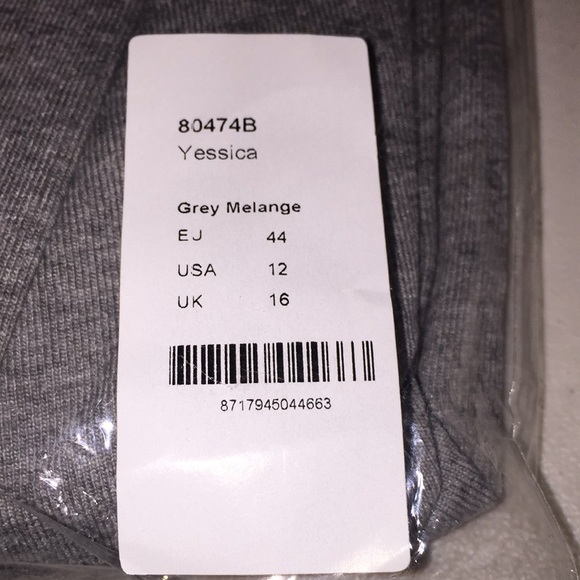 80474B
Yessica
Grey Melange
EJ 44
USA 12
UK 16
8717945044663